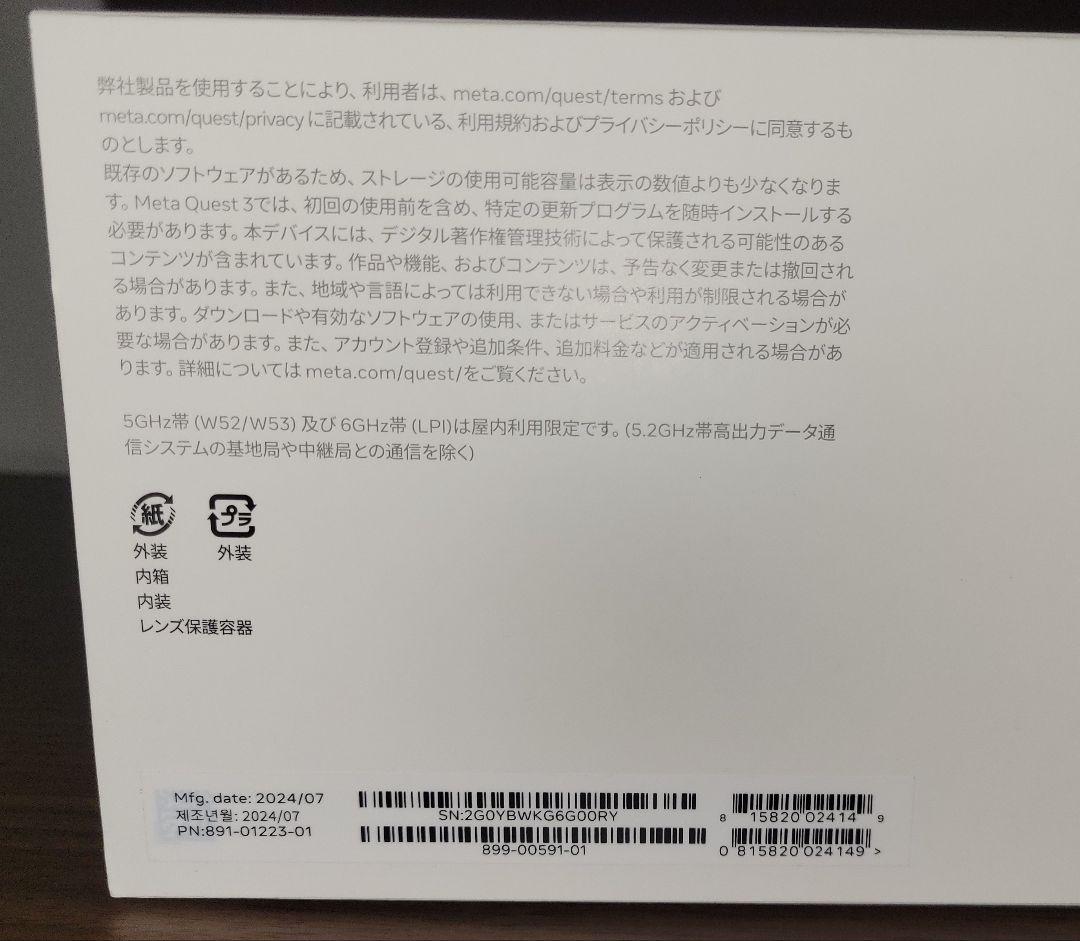 弊社製品を使用することにより、利用者は、meta.com/quest/terms および
meta.com/quest/privacy に記載されている、利用規約およびプライバシーポリシーに同意するも
のとします。
既存のソフトウェアがあるため、ストレージの使用可能容量は表示の数値よりも少なくなりま
す。Meta Quest 3では、初回の使用前を含め、特定の更新プログラムを随時インストールする
必要があります。本デバイスには、デジタル著作権管理技術によって保護される可能性のある
コンテンツが含まれています。作品や機能、およびコンテンツは、予告なく変更または撤回され
る場合があります。また、地域や言語によっては利用できない場合や利用が制限される場合が
あります。ダウンロードや有効なソフトウェアの使用、またはサービスのアクティベーションが必
要な場合があります。また、アカウント登録や追加条件、追加料金などが適用される場合があ
ります。詳細については meta.com/quest/をご覧ください。
5GHz帯 (W52/W53) 及び 6GHz帯 (LPI)は屋内利用限定です。(5.2GHz帯高出力データ通
信システムの基地局や中継局との通信を除く)
紙 プラ
外装 外装
内箱
内装
レンズ保護容器
Mfg. date: 2024/07
제조년월: 2024/07
PN:891-01223-01
SN:2G0YBWKG6G00RY
899-00591-01
8 15820 02414 9
0 815820 024149 >